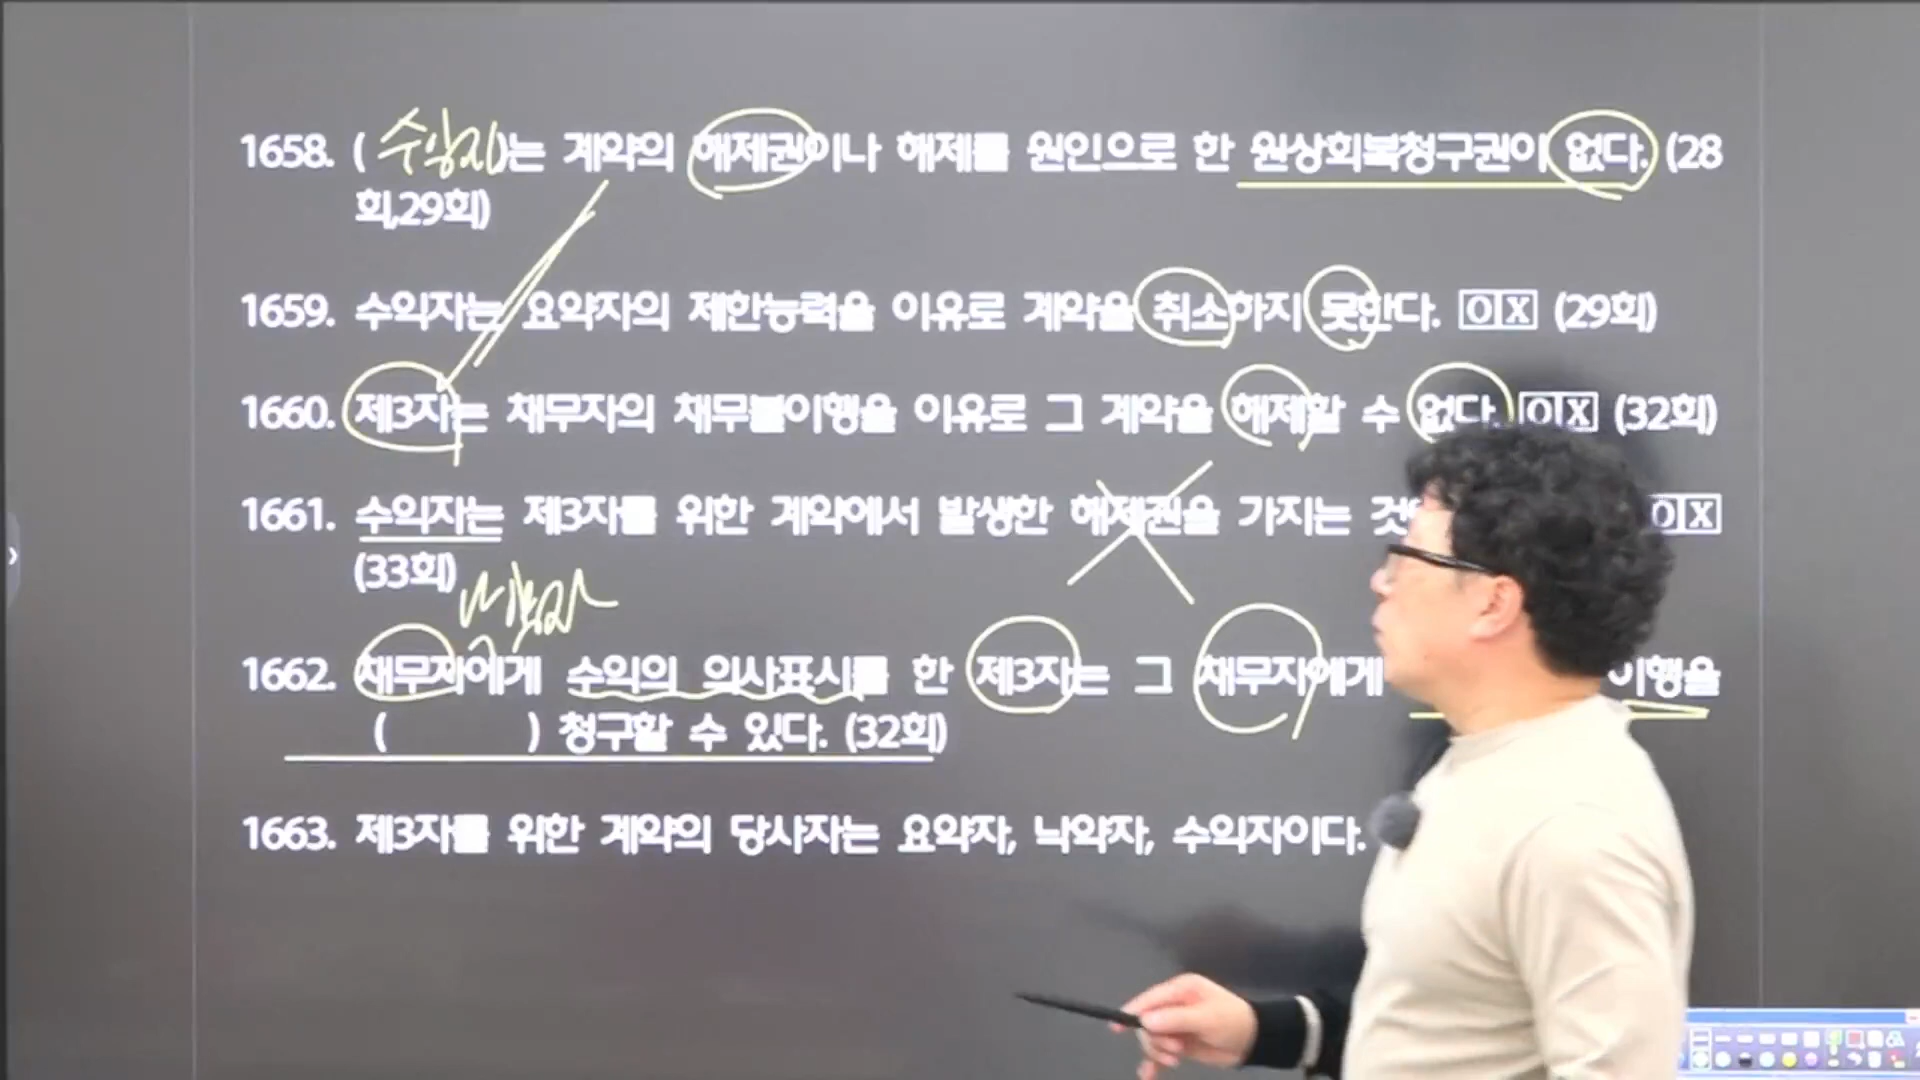 1658. ( 수익자)는 계약의 해제권이나 해제를 원인으로 한 원상회복청구권이 없다. (28
회,29회)
1659. 수익자는 요약자의 제한능력을 이유로 계약을 취소하지 못한다. O X (29회)
1660. 제3자는 채무자의 채무불이행을 이유로 그 계약을 해제할 수 없다. O X (32회)
1661. 수익자는 제3자를 위한 계약에서 발생한 해제권을 가지는 O X
(33회)
1662. 채무자에게 수익의 의사표시를 한 제3자는 그 채무자에게 이행을
( ) 청구할 수 있다. (32회)
1663. 제3자를 위한 계약의 당사자는 요약자, 낙약자, 수익자이다.